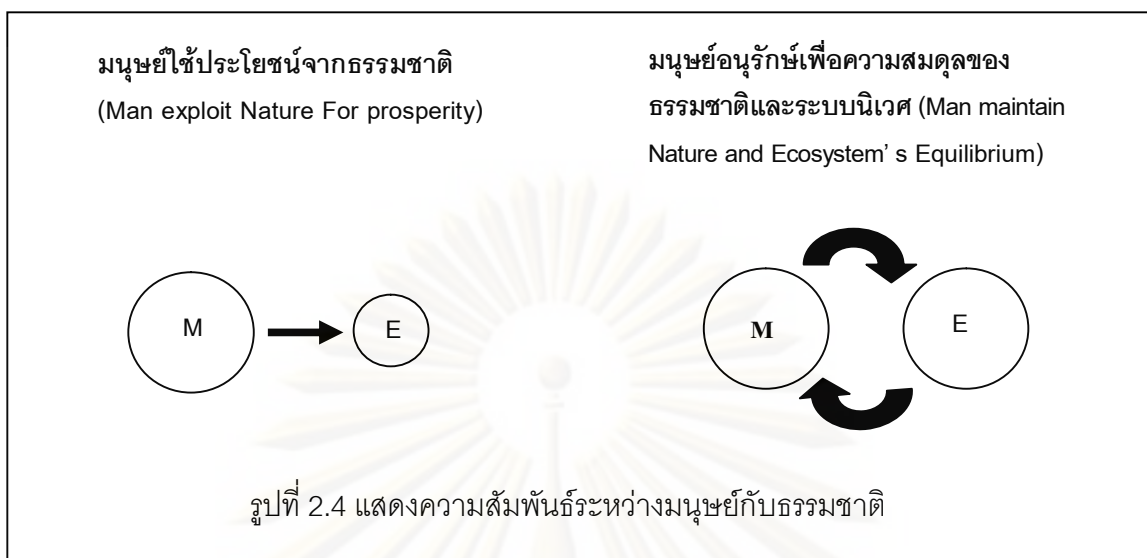 มนุษย์ใช้ประโยชน์จากธรรมชาติ
(Man exploit Nature For prosperity)
มนุษย์อนุรักษ์เพื่อความสมดุลของ
ธรรมชาติและระบบนิเวศ (Man maintain
Nature and Ecosystem' s Equilibrium)
M
E
M
E
รูปที่ 2.4 แสดงความสัมพันธ์ระหว่างมนุษย์กับธรรมชาติ